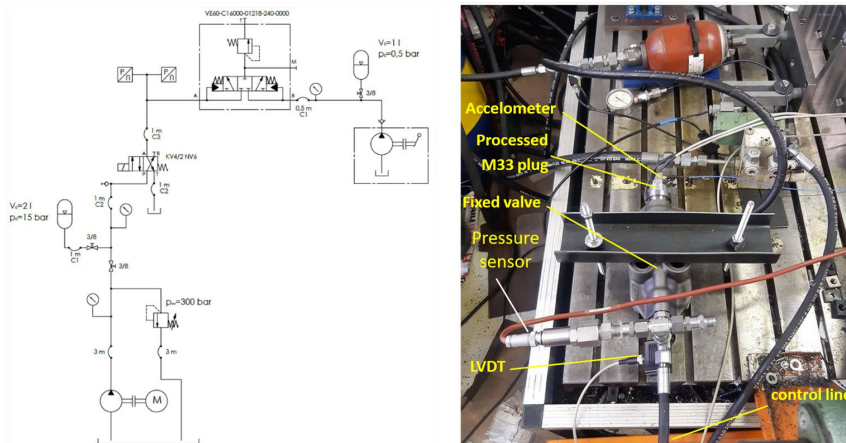 VE60-C16000-01218-240-0000
V₀=1 l
p₀=0,5 bar
M
P
n
P
n
A
B
3/8
0,5 m
C1
1 m
C3
KV4/2 NV6
A
B
P
T
1 m
C2
V₀=2 l
p₀=15 bar
1 m
C2
3/8
1 m
C1
3/8
=300 bar
3 m
3 m
M
Accelometer
Processed
M33 plug
Fixed valve
Pressure
sensor
LVDT
control line